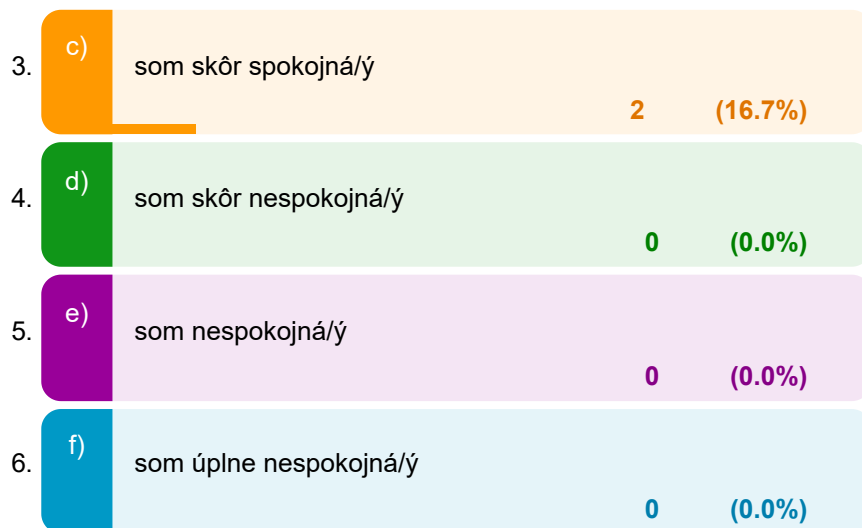 3. c) som skôr spokojná/ý
2 (16.7%)
4. d) som skôr nespokojná/ý
0 (0.0%)
5. e) som nespokojná/ý
0 (0.0%)
6. f) som úplne nespokojná/ý
0 (0.0%)